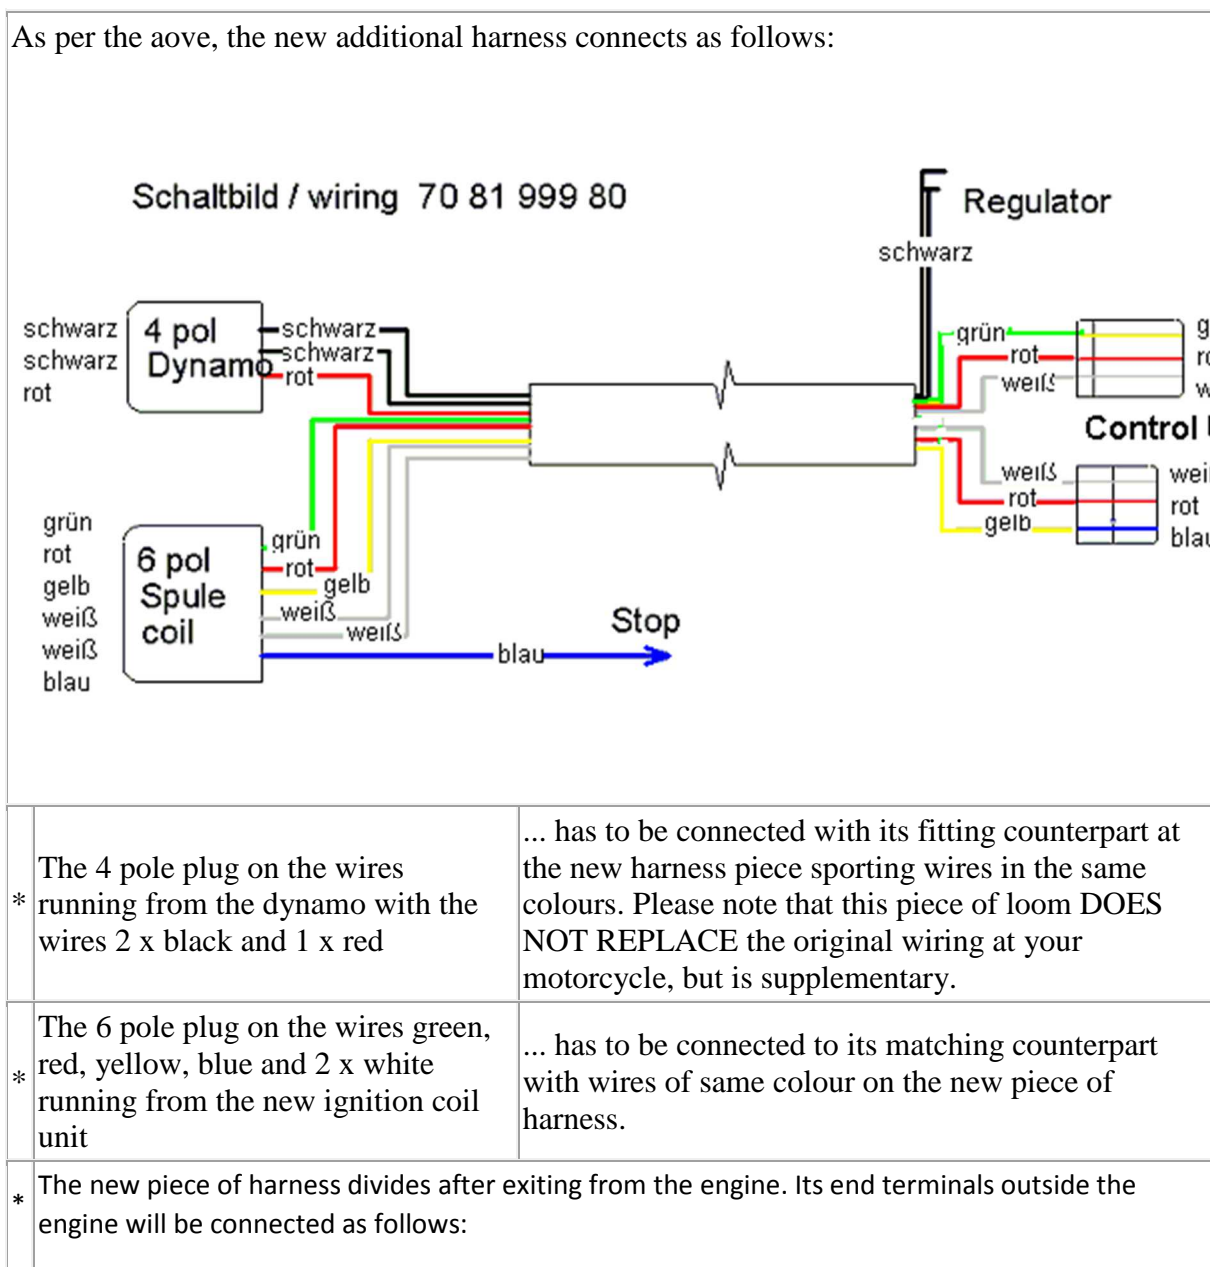 As per the aove, the new additional harness connects as follows:
Schaltbild / wiring 70 81 999 80
Regulator
schwarz
schwarz
schwarz
rot
4 pol
Dynamo
schwarz
schwarz
rot
grün
rot
weiß
g
Control
weiß
rot
gelb
rot
grün
rot
gelb
weiß
weiß
blau
6 pol
Spule
coil
grün
rot
gelb
weiß
weiß
blau
Stop
* The 4 pole plug on the wires
running from the dynamo with the
wires 2 x black and 1 x red
... has to be connected with its fitting counterpart at
the new harness piece sporting wires in the same
colours. Please note that this piece of loom DOES
NOT REPLACE the original wiring at your
motorcycle, but is supplementary.
* The 6 pole plug on the wires green,
red, yellow, blue and 2 x white
running from the new ignition coil
unit
... has to be connected to its matching counterpart
with wires of same colour on the new piece of
harness.
* The new piece of harness divides after exiting from the engine. Its end terminals outside the
engine will be connected as follows: